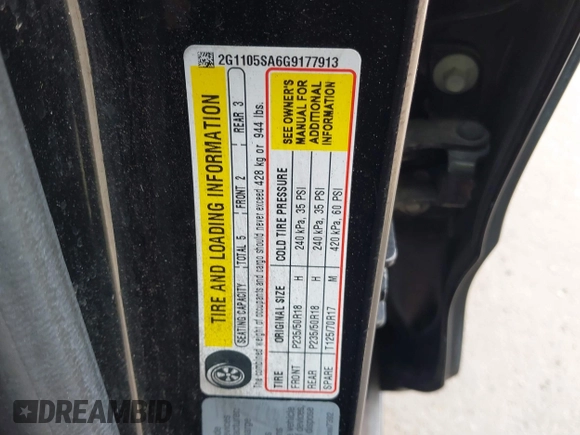 2G1105SA6G9177913
TIRE AND LOADING INFORMATION
SEATING CAPACITY TOTAL 5 FRONT 2 REAR 3
The combined weight of occupants and cargo should never exceed 428 kg or 944 lbs.
TIRE ORIGINAL SIZE COLD TIRE PRESSURE
FRONT P235/50R18 H 240 kPa, 35 PSI
REAR P235/50R18 H 240 kPa, 35 PSI
SPARE T125/70R17 M 420 kPa, 60 PSI
SEE OWNER'S
MANUAL FOR
ADDITIONAL
INFORMATION
DREAMBID